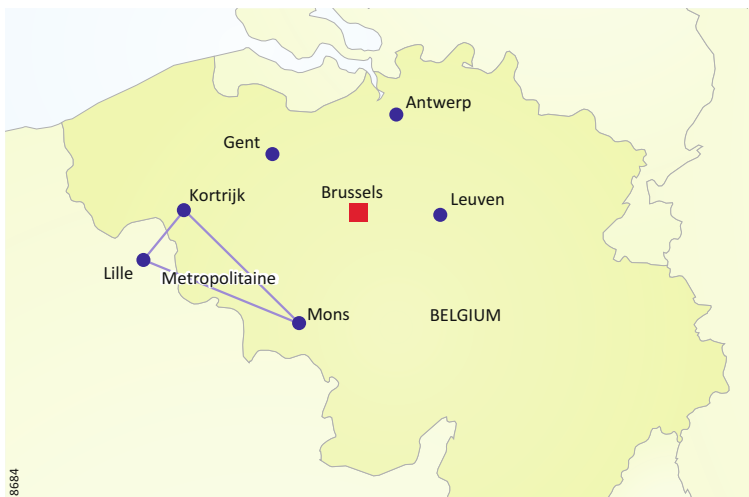 Antwerp
Gent
Kortrijk
Brussels
Leuven
Lille
Metropolitaine
Mons
BELGIUM
8684